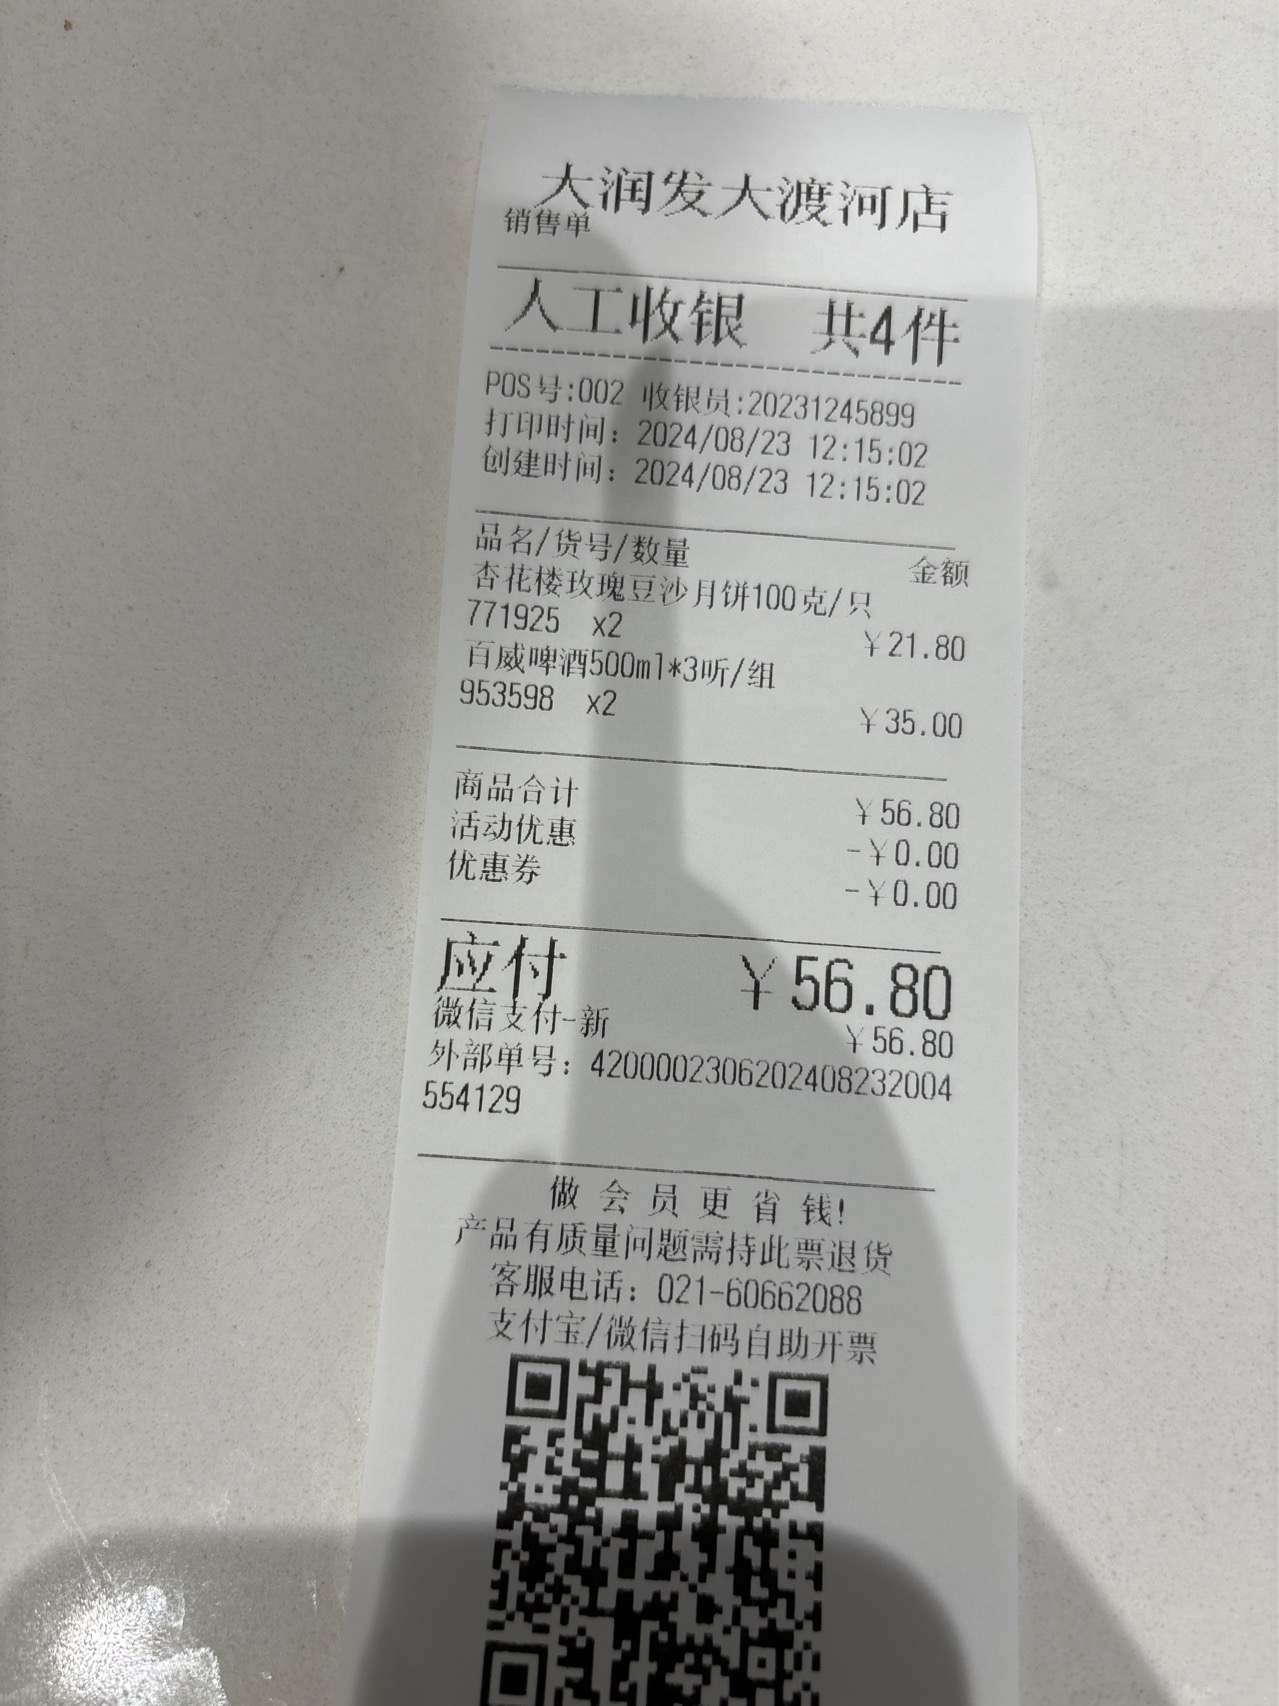 大润发大渡河店
销售单
人工收银 共4件
POS号:002 收银员:20231245899
打印时间：2024/08/23 12:15:02
创建时间：2024/08/23 12:15:02
品名/货号/数量 金额
杏花楼玫瑰豆沙月饼100克/只
771925 x2 ￥21.80
百威啤酒500ml*3听/组
953598 x2 ￥35.00
商品合计 ￥56.80
活动优惠 -￥0.00
优惠券 -￥0.00
应付 ￥56.80
微信支付-新 ￥56.80
外部单号：4200002306202408232004
554129
做 会 员 更 省 钱!
产品有质量问题需持此票退货
客服电话：021-60662088
支付宝/微信扫码自助开票